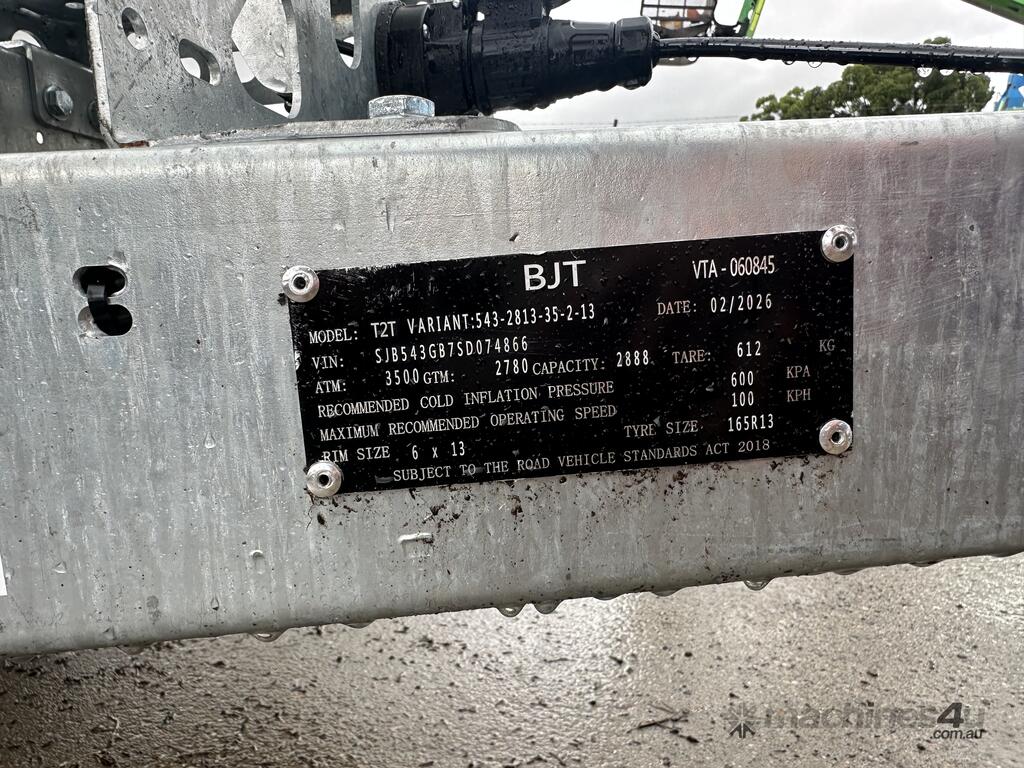 BJT VTA - 060845
MODEL: T2T VARIANT:543-2813-35-2-13 DATE: 02/2026
VIN: SJB543GB7SD074866
ATM: 3500 GTM: 2780 CAPACITY: 2888 TARE: 612 KG
RECOMMENDED COLD INFLATION PRESSURE 600 KPA
MAXIMUM RECOMMENDED OPERATING SPEED 100 KPH
RIM SIZE 6 x 13 TYRE SIZE 165R13
SUBJECT TO THE ROAD VEHICLE STANDARDS ACT 2018
machines4u
.com.au